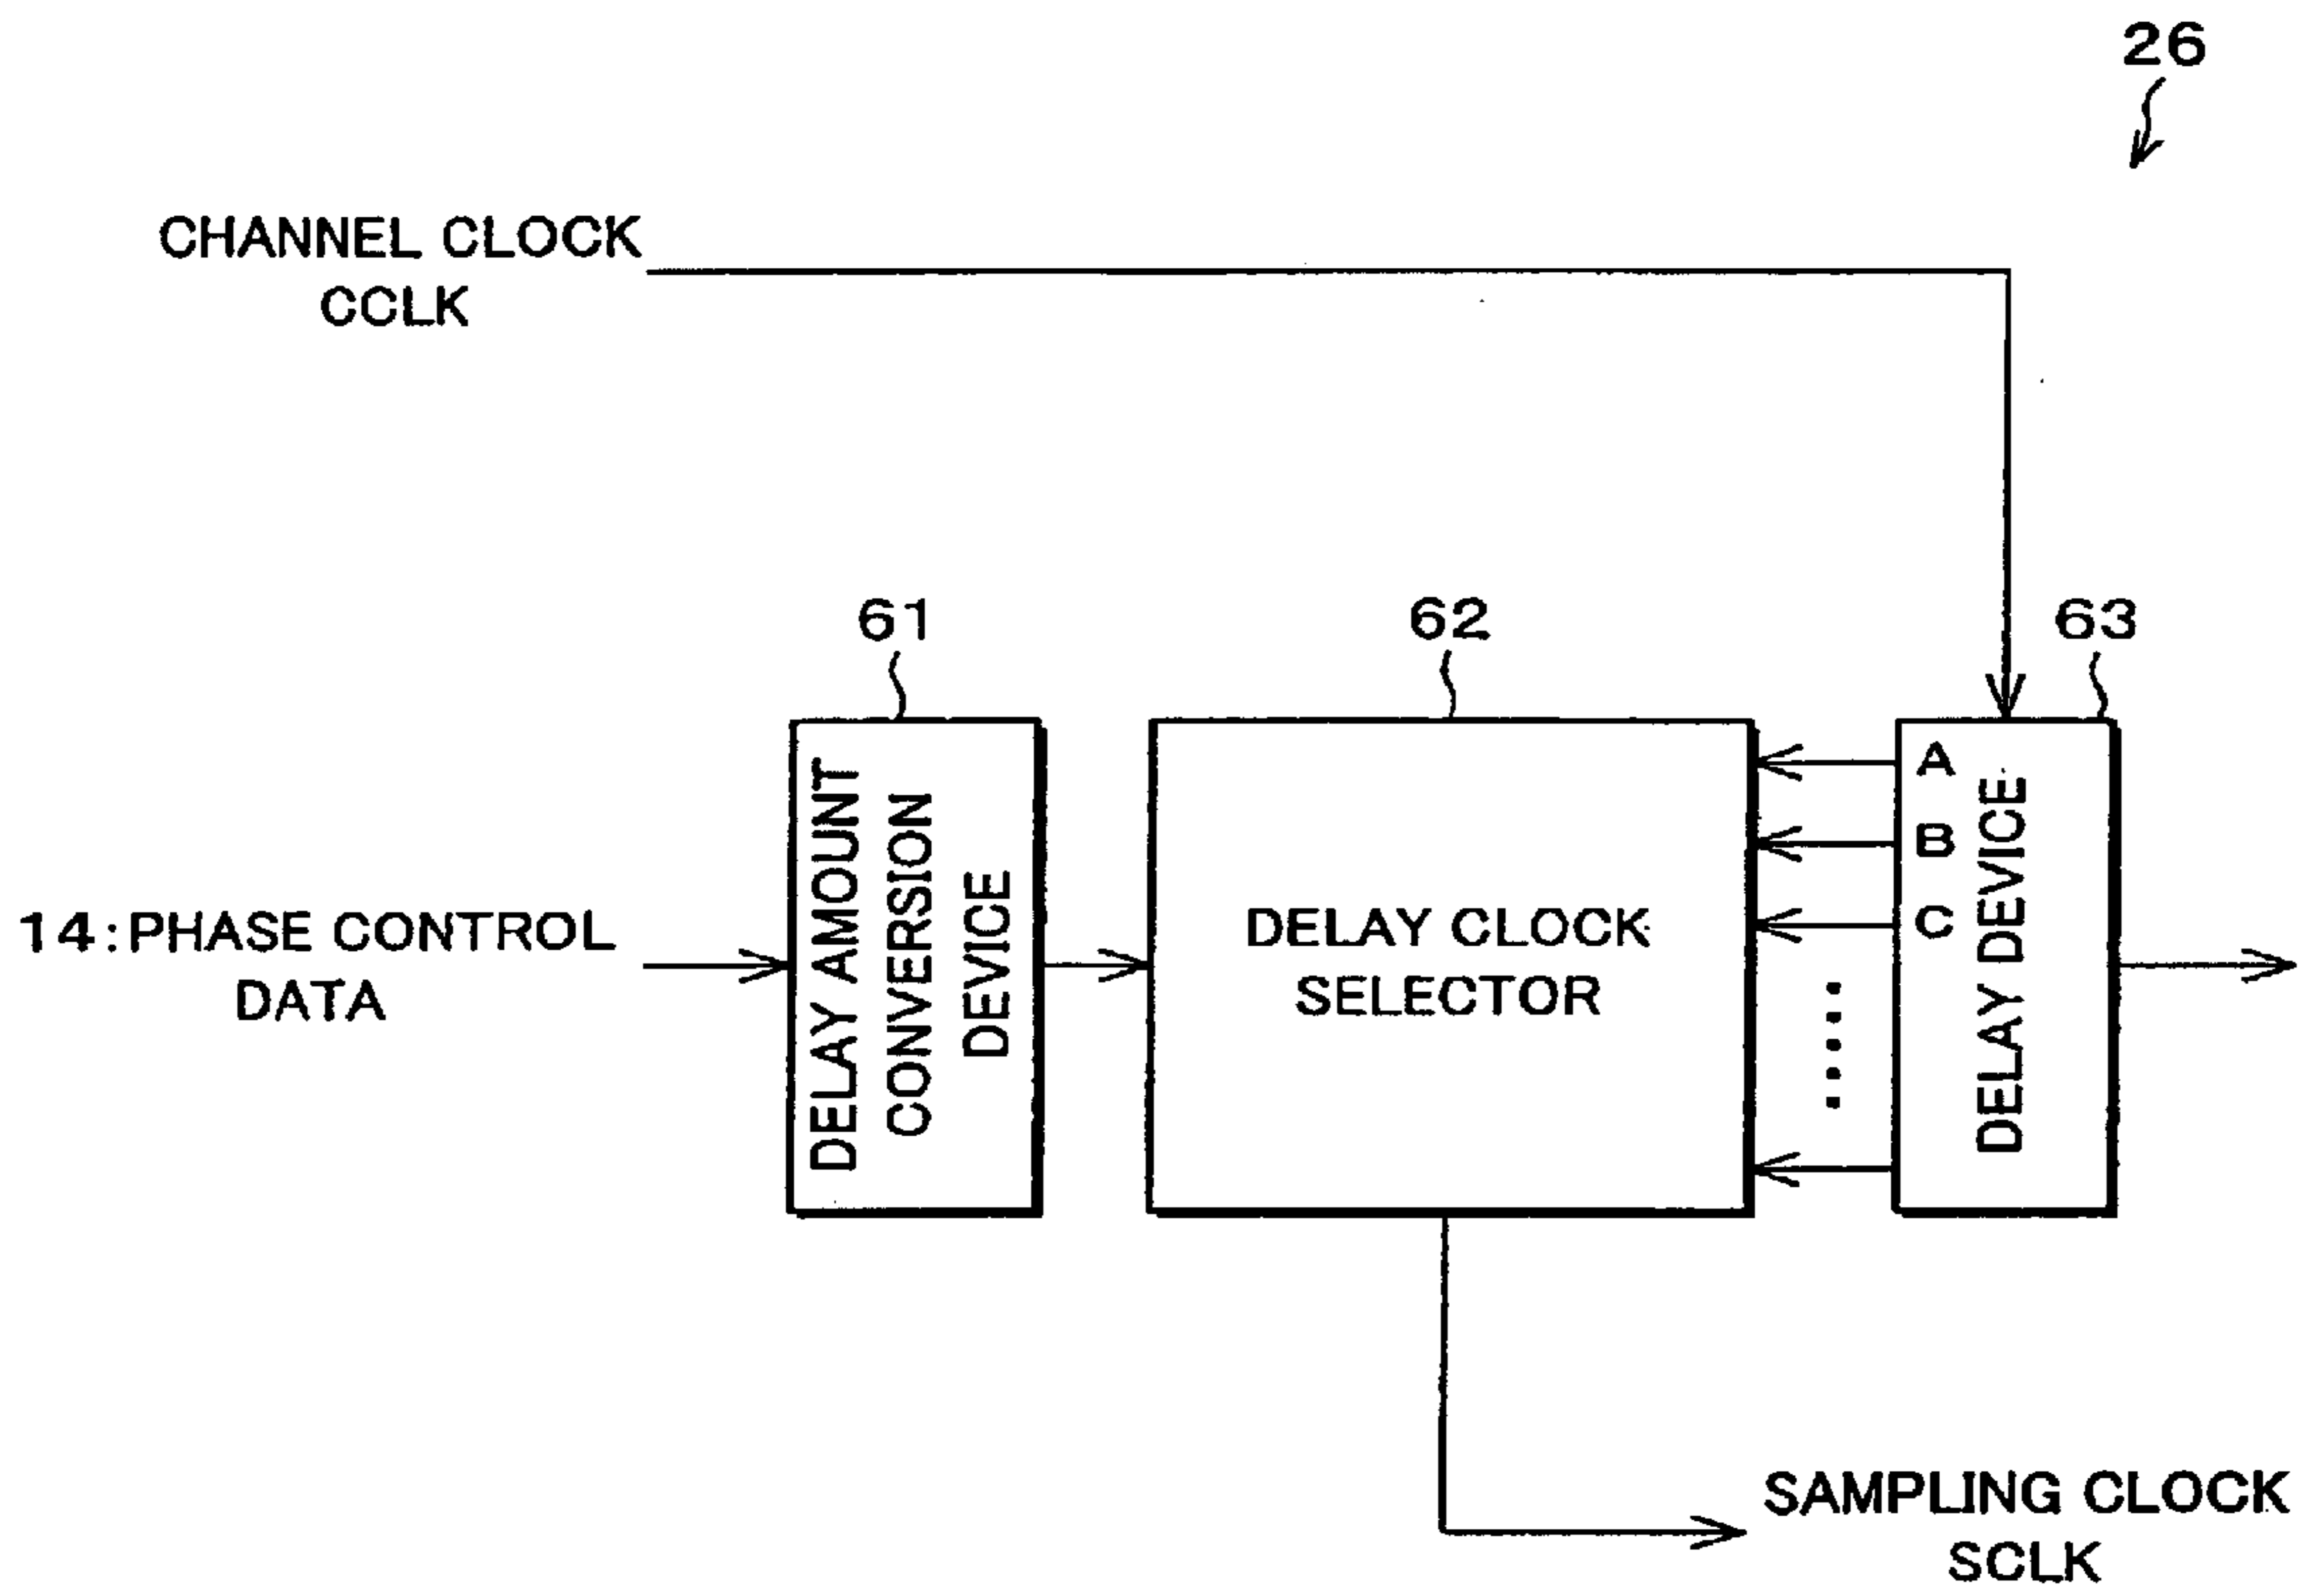 26
CHANNEL CLOCK
CCLK
61
62
63
14:PHASE CONTROL
DATA
DELAY AMOUNT
CONVERSION
DEVICE
DELAY CLOCK
SELECTOR
A
B
C
DELAY DEVICE
SAMPLING CLOCK
SCLK